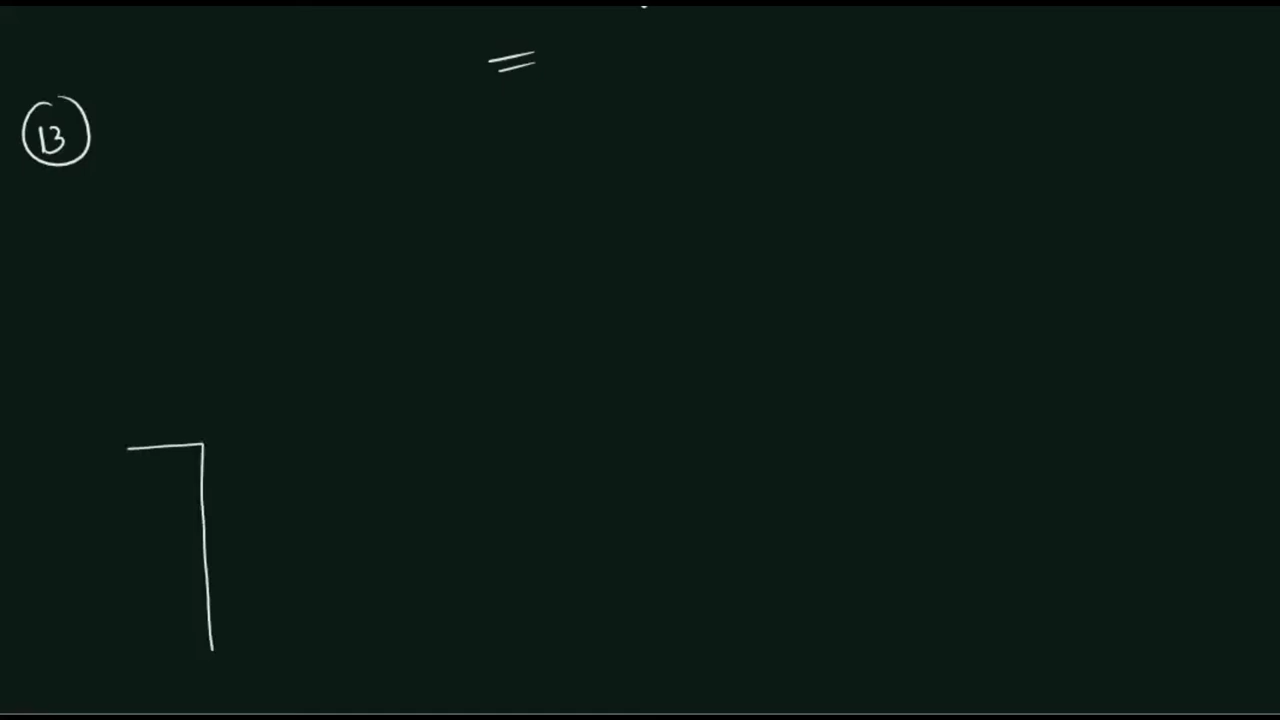 =
13